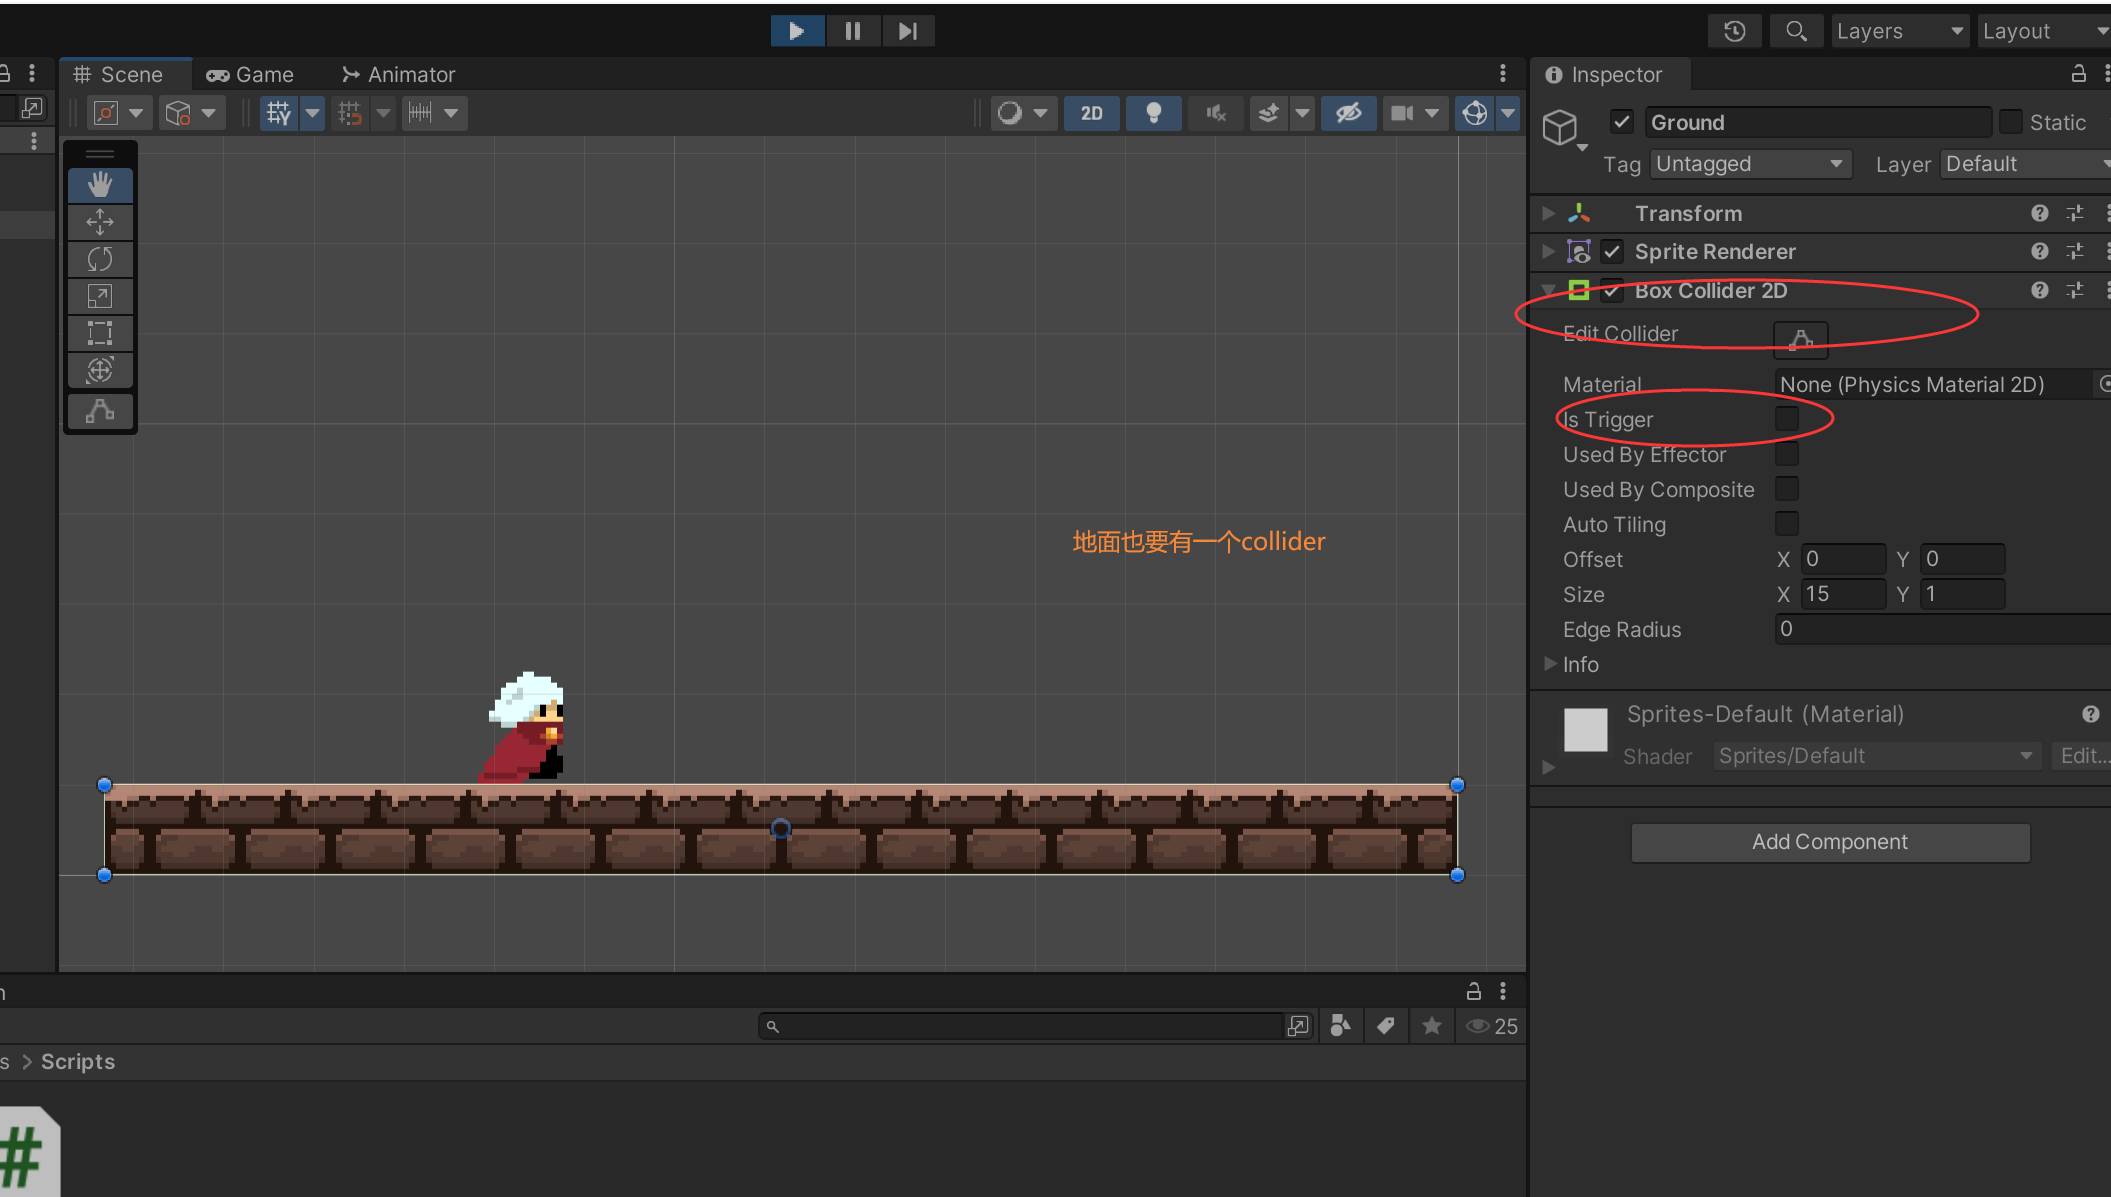 Layers
Layout
Scene
Game
Animator
Inspector
2D
Ground
Static
Tag
Untagged
Layer
Default
Transform
Sprite Renderer
Box Collider 2D
Edit Collider
Material
None (Physics Material 2D)
Is Trigger
Used By Effector
Used By Composite
Auto Tiling
地面也要有一个collider
Offset
X
0
Y
0
Size
X
15
Y
1
Edge Radius
0
Info
Sprites-Default (Material)
Shader
Sprites/Default
Edit...
Add Component
25
s > Scripts
#